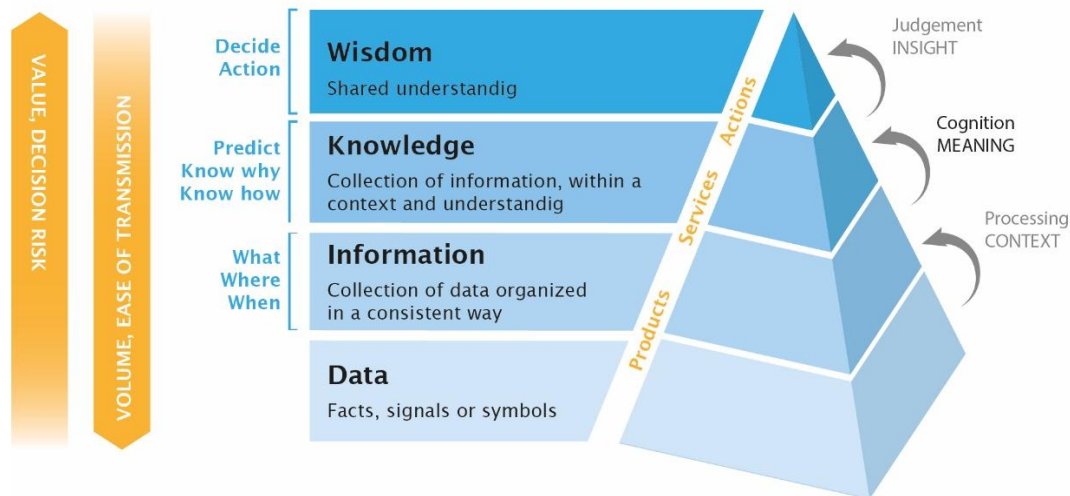 VALUE, DECISION RISK
VOLUME, EASE OF TRANSMISSION
Decide
Action
Wisdom
Shared understandig
Predict
Know why
Know how
Knowledge
Collection of information, within a
context and understandig
What
Where
When
Information
Collection of data organized
in a consistent way
Data
Facts, signals or symbols
Actions
Services
Products
Judgement
INSIGHT
Cognition
MEANING
Processing
CONTEXT